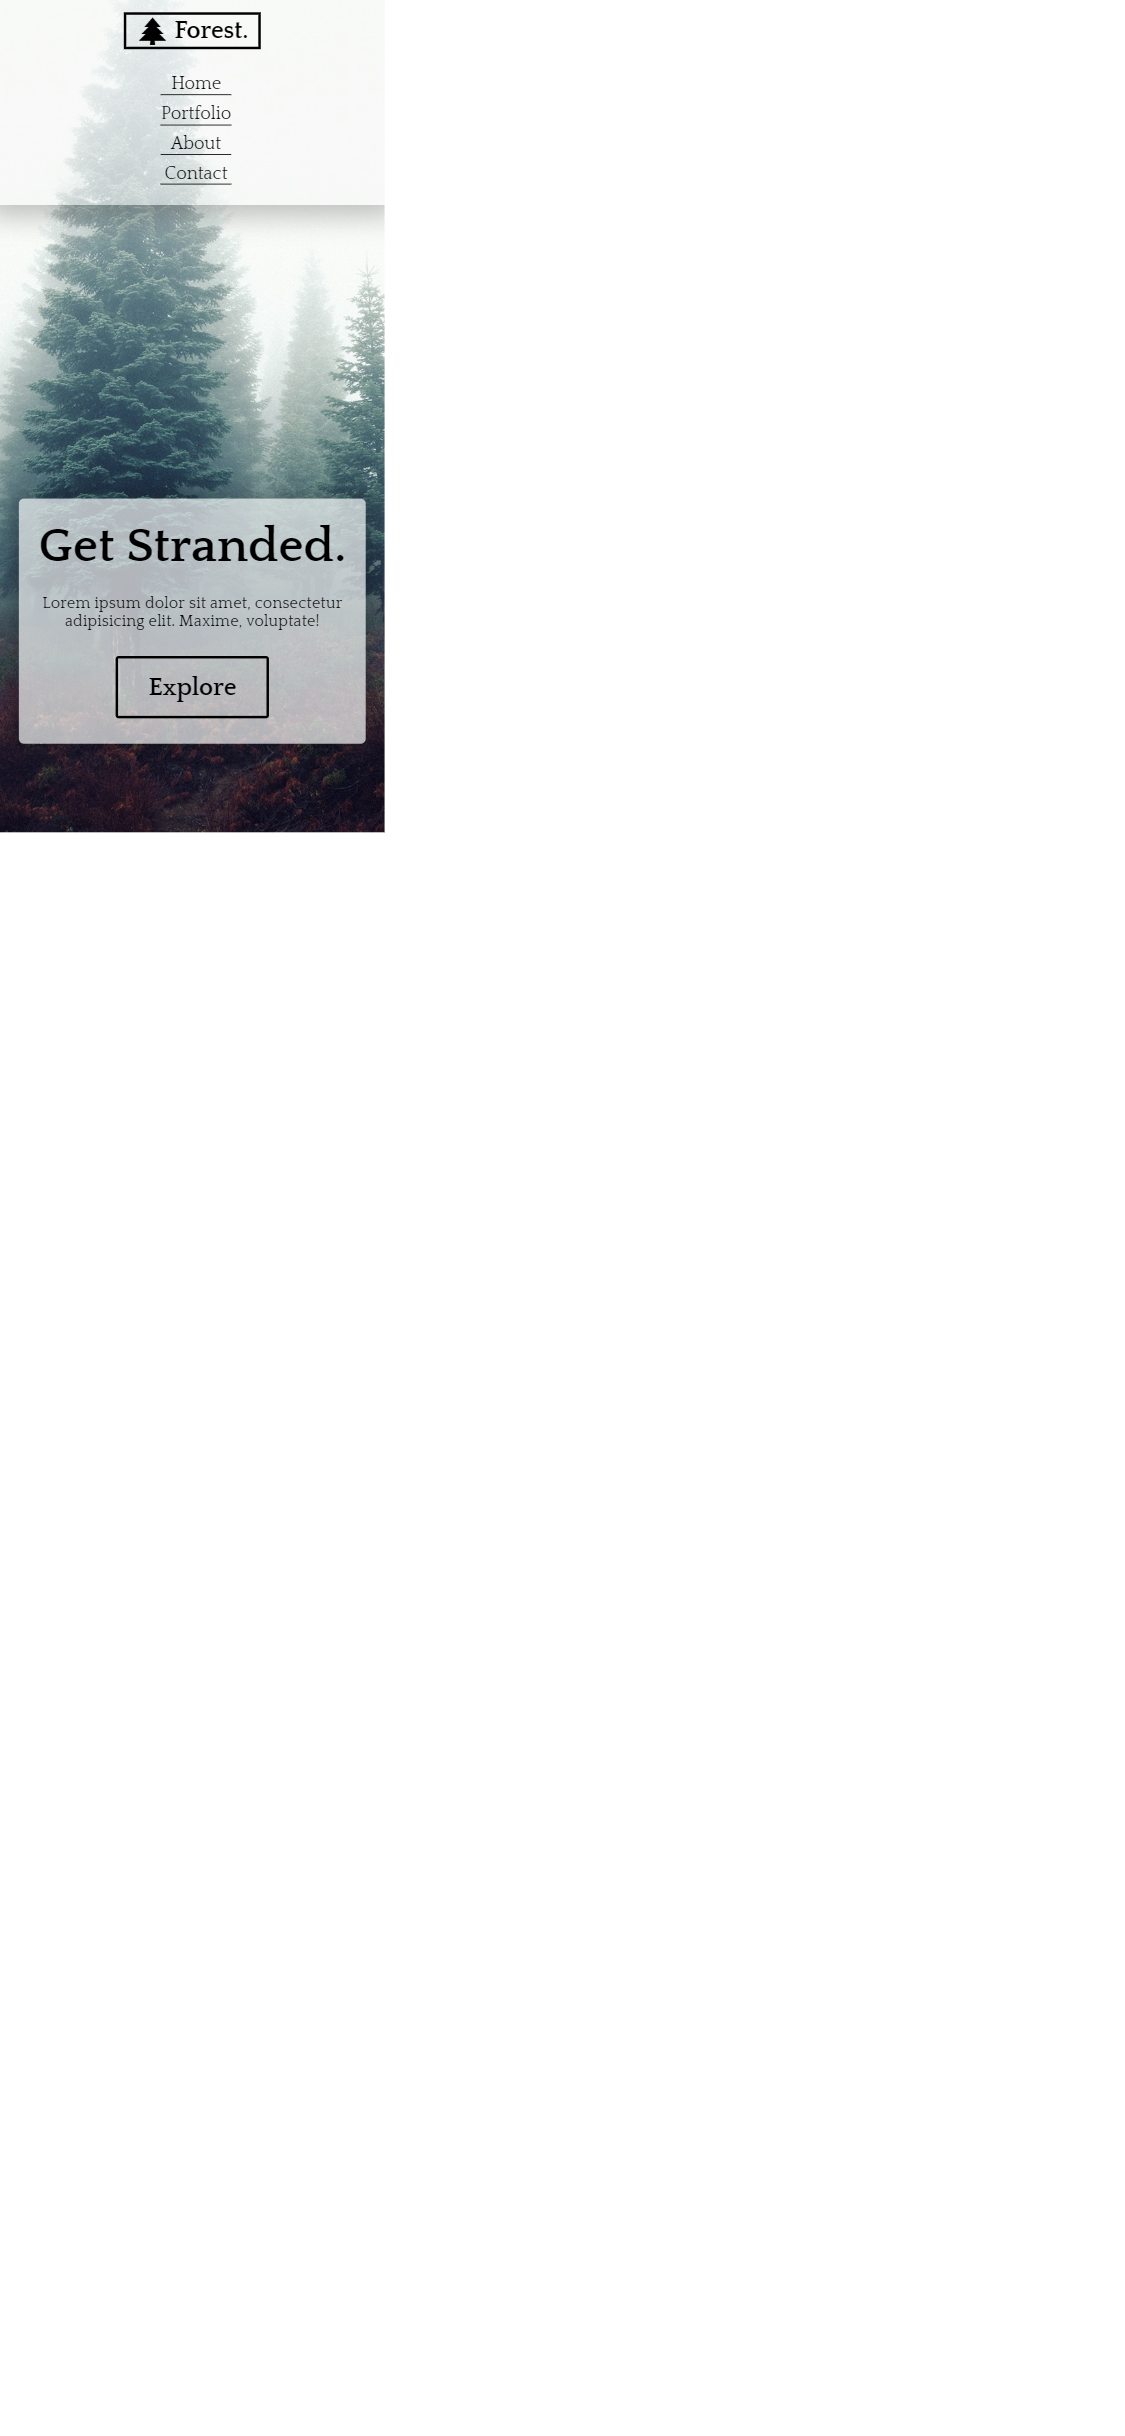 Forest.
Home
Portfolio
About
Contact
Get Stranded.
Lorem ipsum dolor sit amet, consectetur
adipisicing elit. Maxime, voluptate!
Explore